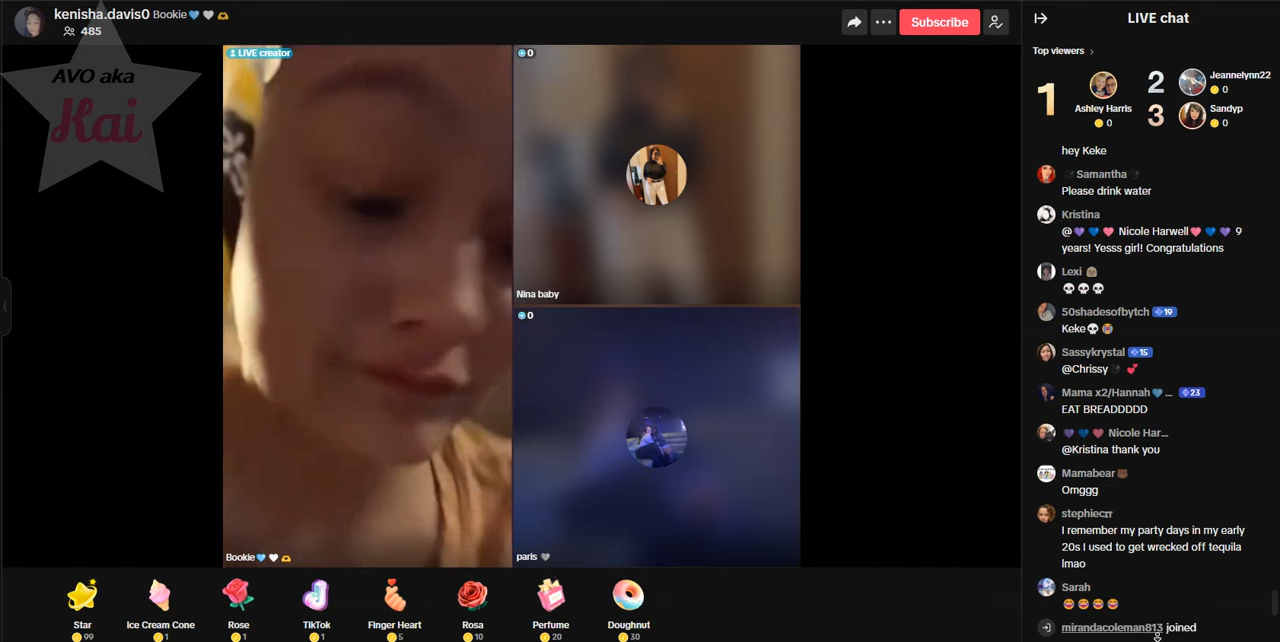 kenisha.davis0 Bookie💙🤍🫶
485
Subscribe
AVO aka
Kai
LIVE creator
0
Nina baby
0
paris 🩶
Bookie💙🤍🫶
Star
99
Ice Cream Cone
1
Rose
1
TikTok
1
Finger Heart
5
Rosa
10
Perfume
20
Doughnut
30
LIVE chat
Top viewers
1
Ashley Harris
0
2
Jeannelynn22
0
3
Sandyp
0
hey Keke
Samantha
Please drink water
Kristina
@💜💙🩷 Nicole Harwell🩷💙💜 9
years! Yesss girl! Congratulations
Lexi
💀💀💀
50shadesofbytch 19
Keke💀
Sassykrystal 15
@Chrissy 🖤 💕
Mama x2/Hannah🩵 ... 23
EAT BREADDDDD
💜💙🩷 Nicole Har...
@Kristina thank you
Mamabear🐻
Omggg
stephiecrr
I remember my party days in my early
20s I used to get wrecked off tequila
lmao
Sarah
😂😂😂😂
mirandacoleman813 joined